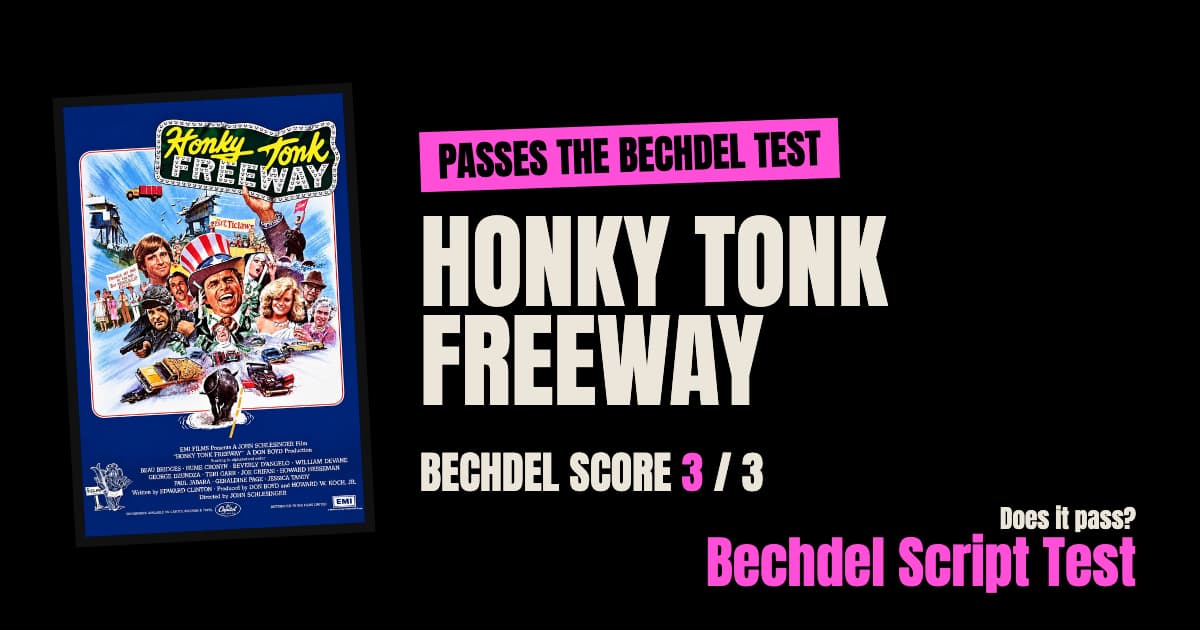 Honky Tonk
FREEWAY
PASSES THE BECHDEL TEST
HONKY TONK
FREEWAY
BECHDEL SCORE 3 / 3
EMI FILMS Presents A JOHN SCHLESINGER Film
"HONKY TONK FREEWAY" A DON BOYD Production
BEAU BRIDGES · HUME CRONYN · BEVERLY D'ANGELO · WILLIAM DEVANE
GEORGE DZUNDZA · TERI GARR · JOE GRIFASI · HOWARD HESSEMAN
PAUL JABARA · GERALDINE PAGE · JESSICA TANDY
Written by EDWARD CLINTON · Produced by DON BOYD and HOWARD W. KOCH, JR.
Directed by JOHN SCHLESINGER
Capitol
EMI
Does it pass?
Bechdel Script Test